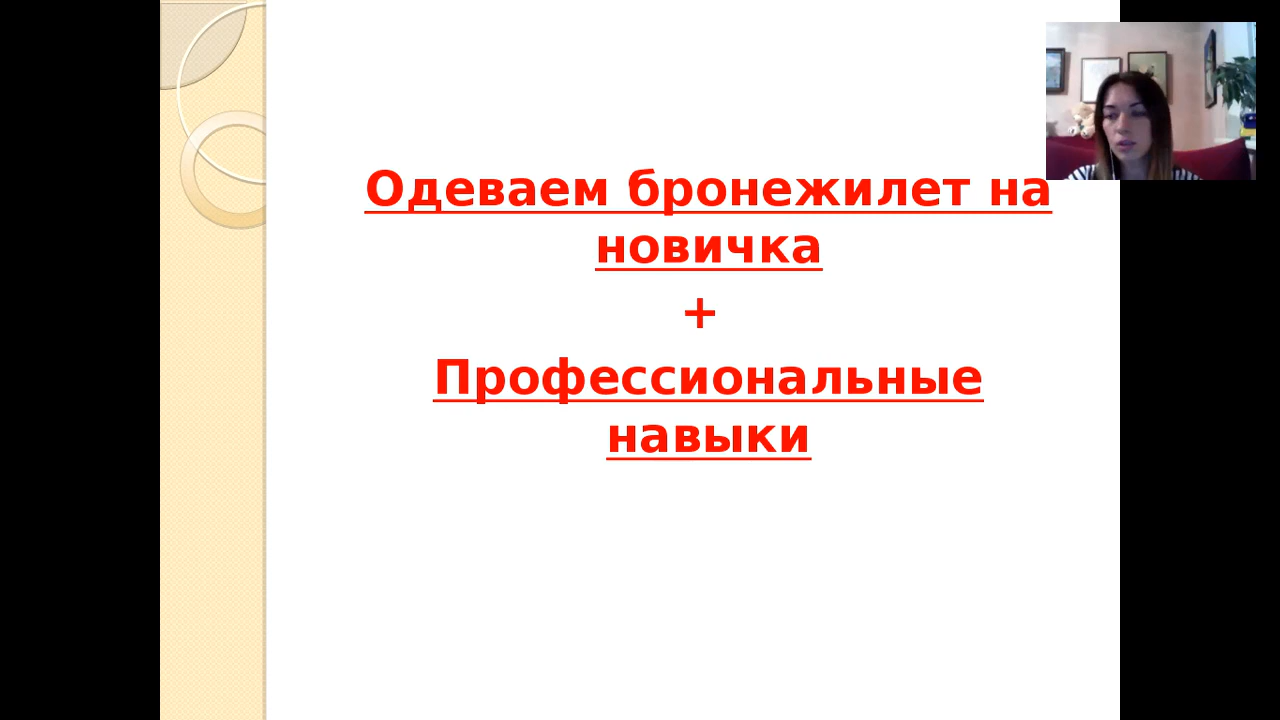 Одеваем бронежилет на
новичка
+
Профессиональные
навыки